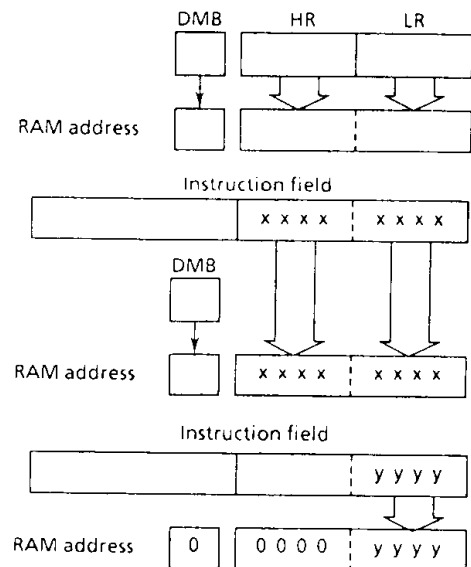 DMB HR LR
RAM address
Instruction field
x x x x x x x x
DMB
RAM address x x x x x x x x
Instruction field
y y y y
RAM address 0 0 0 0 0 y y y y